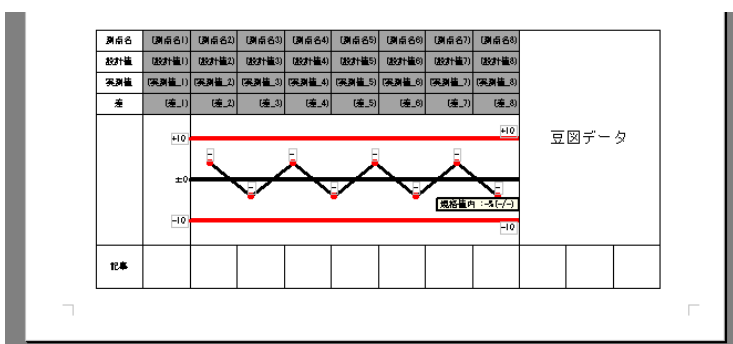 測点名 (測点名1) (測点名2) (測点名3) (測点名4) (測点名5) (測点名6) (測点名7) (測点名8)
設計値 (設計値1) (設計値2) (設計値3) (設計値4) (設計値5) (設計値6) (設計値7) (設計値8)
実測値 (実測値_1) (実測値_2) (実測値_3) (実測値_4) (実測値_5) (実測値_6) (実測値_7) (実測値_8)
差 (差_1) (差_2) (差_3) (差_4) (差_5) (差_6) (差_7) (差_8)
+10 +10
豆図データ
- - - -
±0
- - - -
規格値内 :-%(-/-)
-10 -10
記事